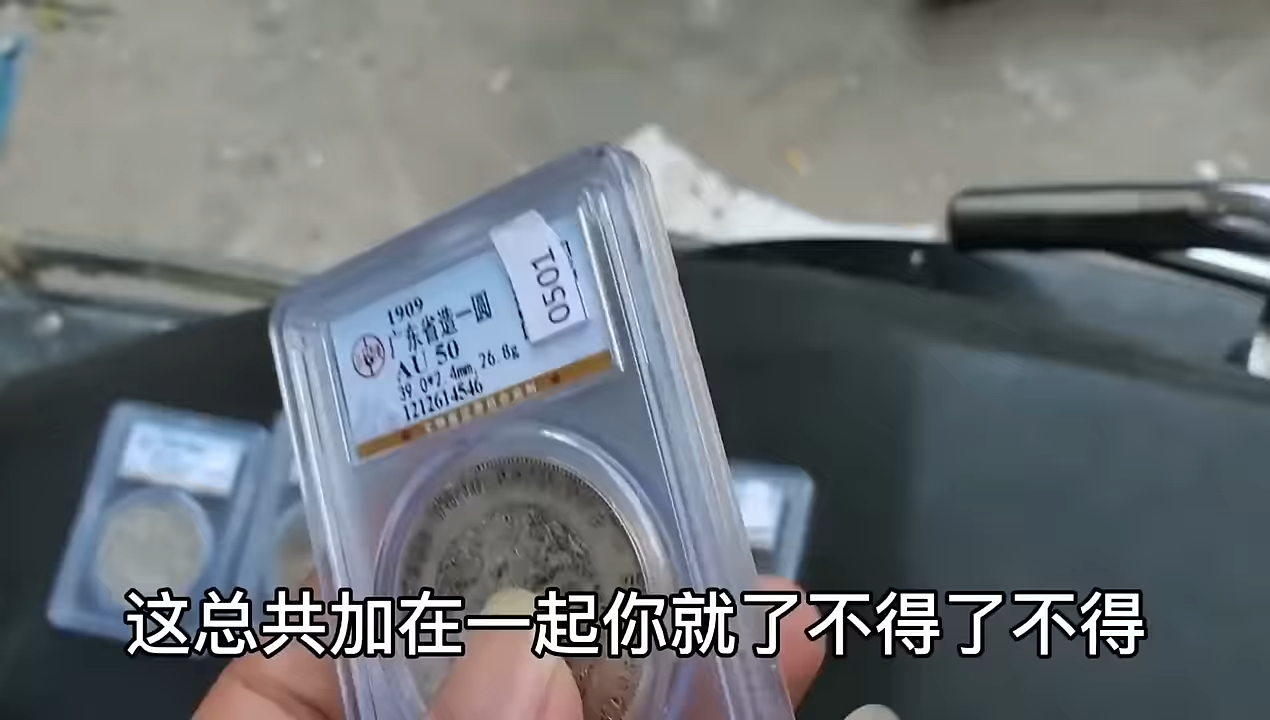 1909
广东省造一圆
AU 50
39.0*2.4mm 26.8g
1212614546
0501
这总共加在一起你就了不得了不得